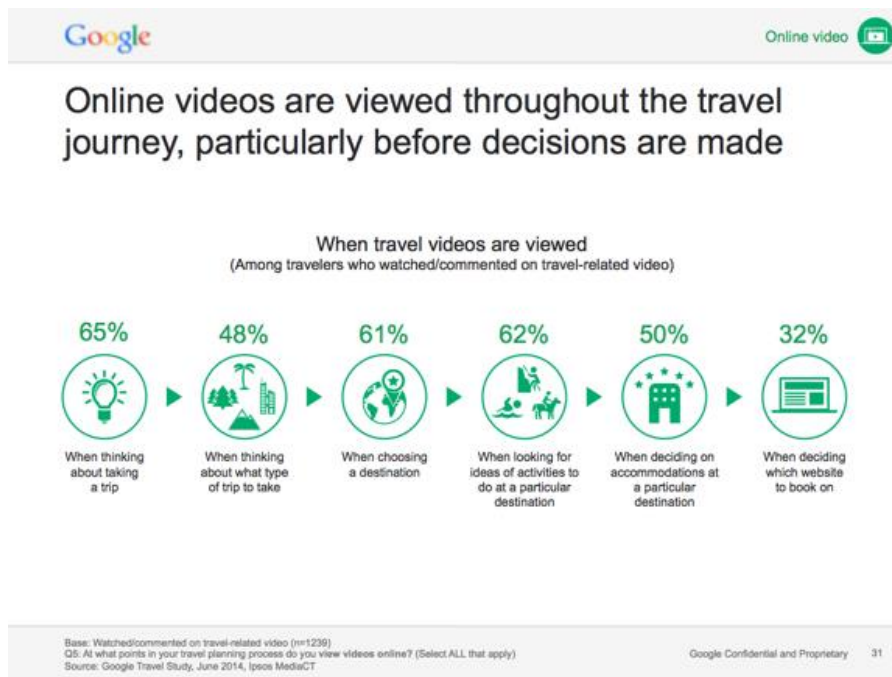 Google
Online video
Online videos are viewed throughout the travel
journey, particularly before decisions are made
When travel videos are viewed
(Among travelers who watched/commented on travel-related video)
65%
When thinking
about taking
a trip
48%
When thinking
about what type
of trip to take
61%
When choosing
a destination
62%
When looking for
ideas of activities to
do at a particular
destination
50%
When deciding on
accommodations at
a particular
destination
32%
When deciding
which website
to book on
Base: Watched/commented on travel-related video (n=1239)
Q5: At what points in your travel planning process do you view videos online? (Select ALL that apply)
Source: Google Travel Study, June 2014, Ipsos MediaCT
Google Confidential and Proprietary
31